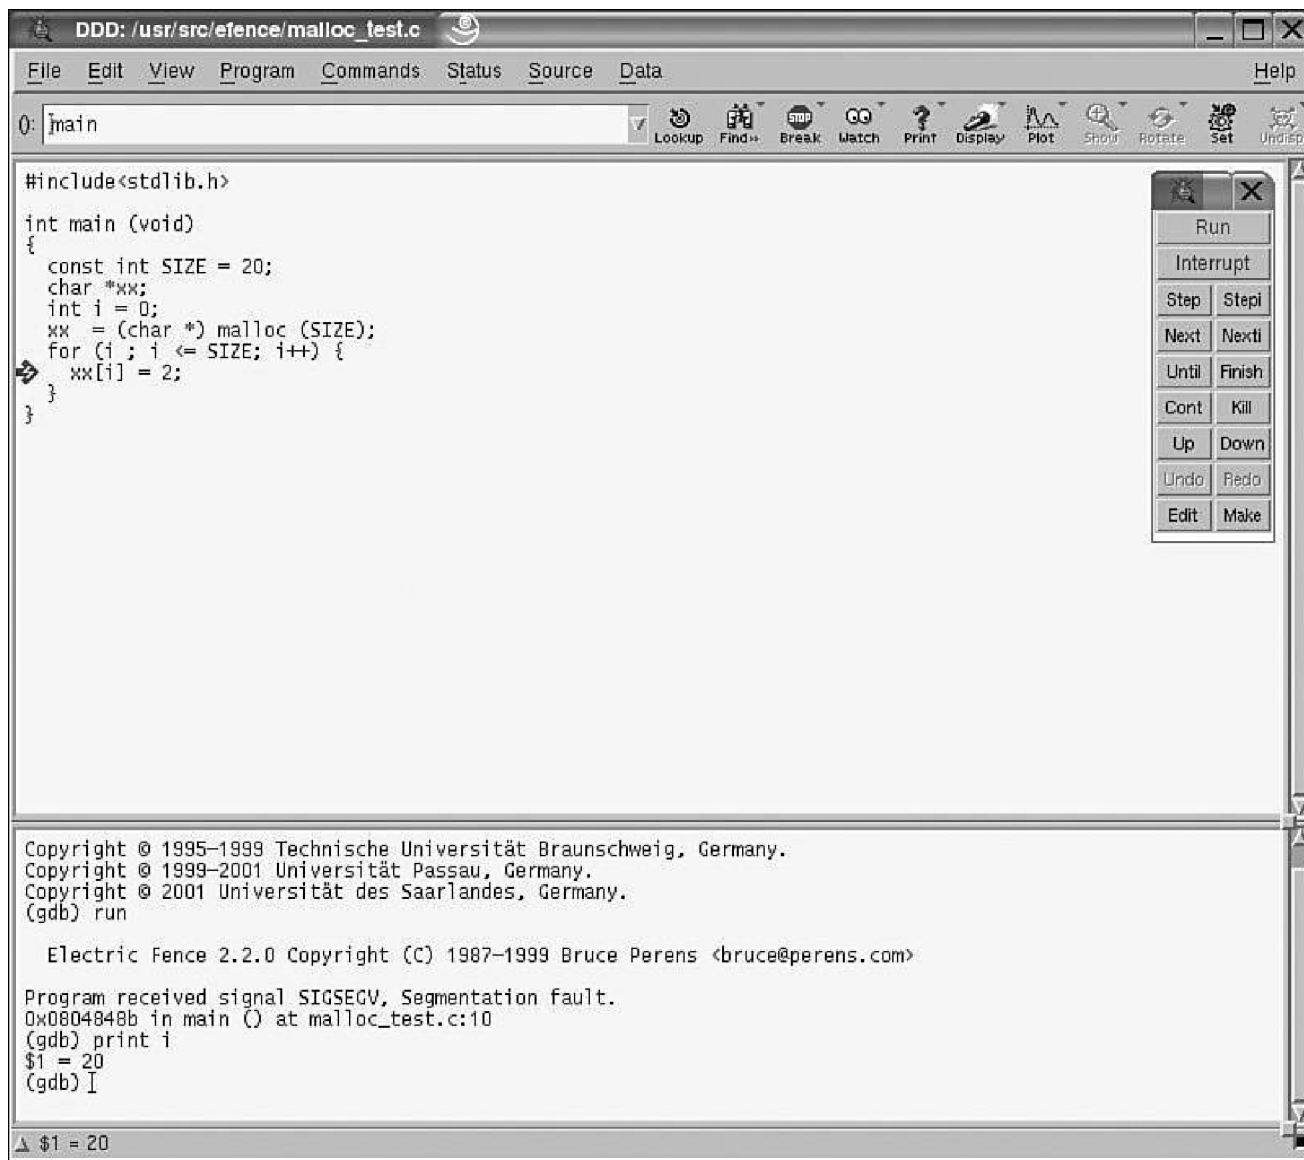 DDD: /usr/src/efence/malloc_test.c
File Edit View Program Commands Status Source Data Help
(): main
Lookup Find» Break Watch Print Display Plot Show Rotate Set Undisp
STOP
#include<stdlib.h>
int main (void)
{
const int SIZE = 20;
char *xx;
int i = 0;
xx = (char *) malloc (SIZE);
for (i ; i <= SIZE; i++) {
xx[i] = 2;
}
}
Run
Interrupt
Step Stepi
Next Nexti
Until Finish
Cont Kill
Up Down
Undo Redo
Edit Make
Copyright © 1995-1999 Technische Universität Braunschweig, Germany.
Copyright © 1999-2001 Universität Passau, Germany.
Copyright © 2001 Universität des Saarlandes, Germany.
(gdb) run
Electric Fence 2.2.0 Copyright (C) 1987-1999 Bruce Perens <bruce@perens.com>
Program received signal SIGSEGV, Segmentation fault.
0x0804848b in main () at malloc_test.c:10
(gdb) print i
$1 = 20
(gdb)
$1 = 20